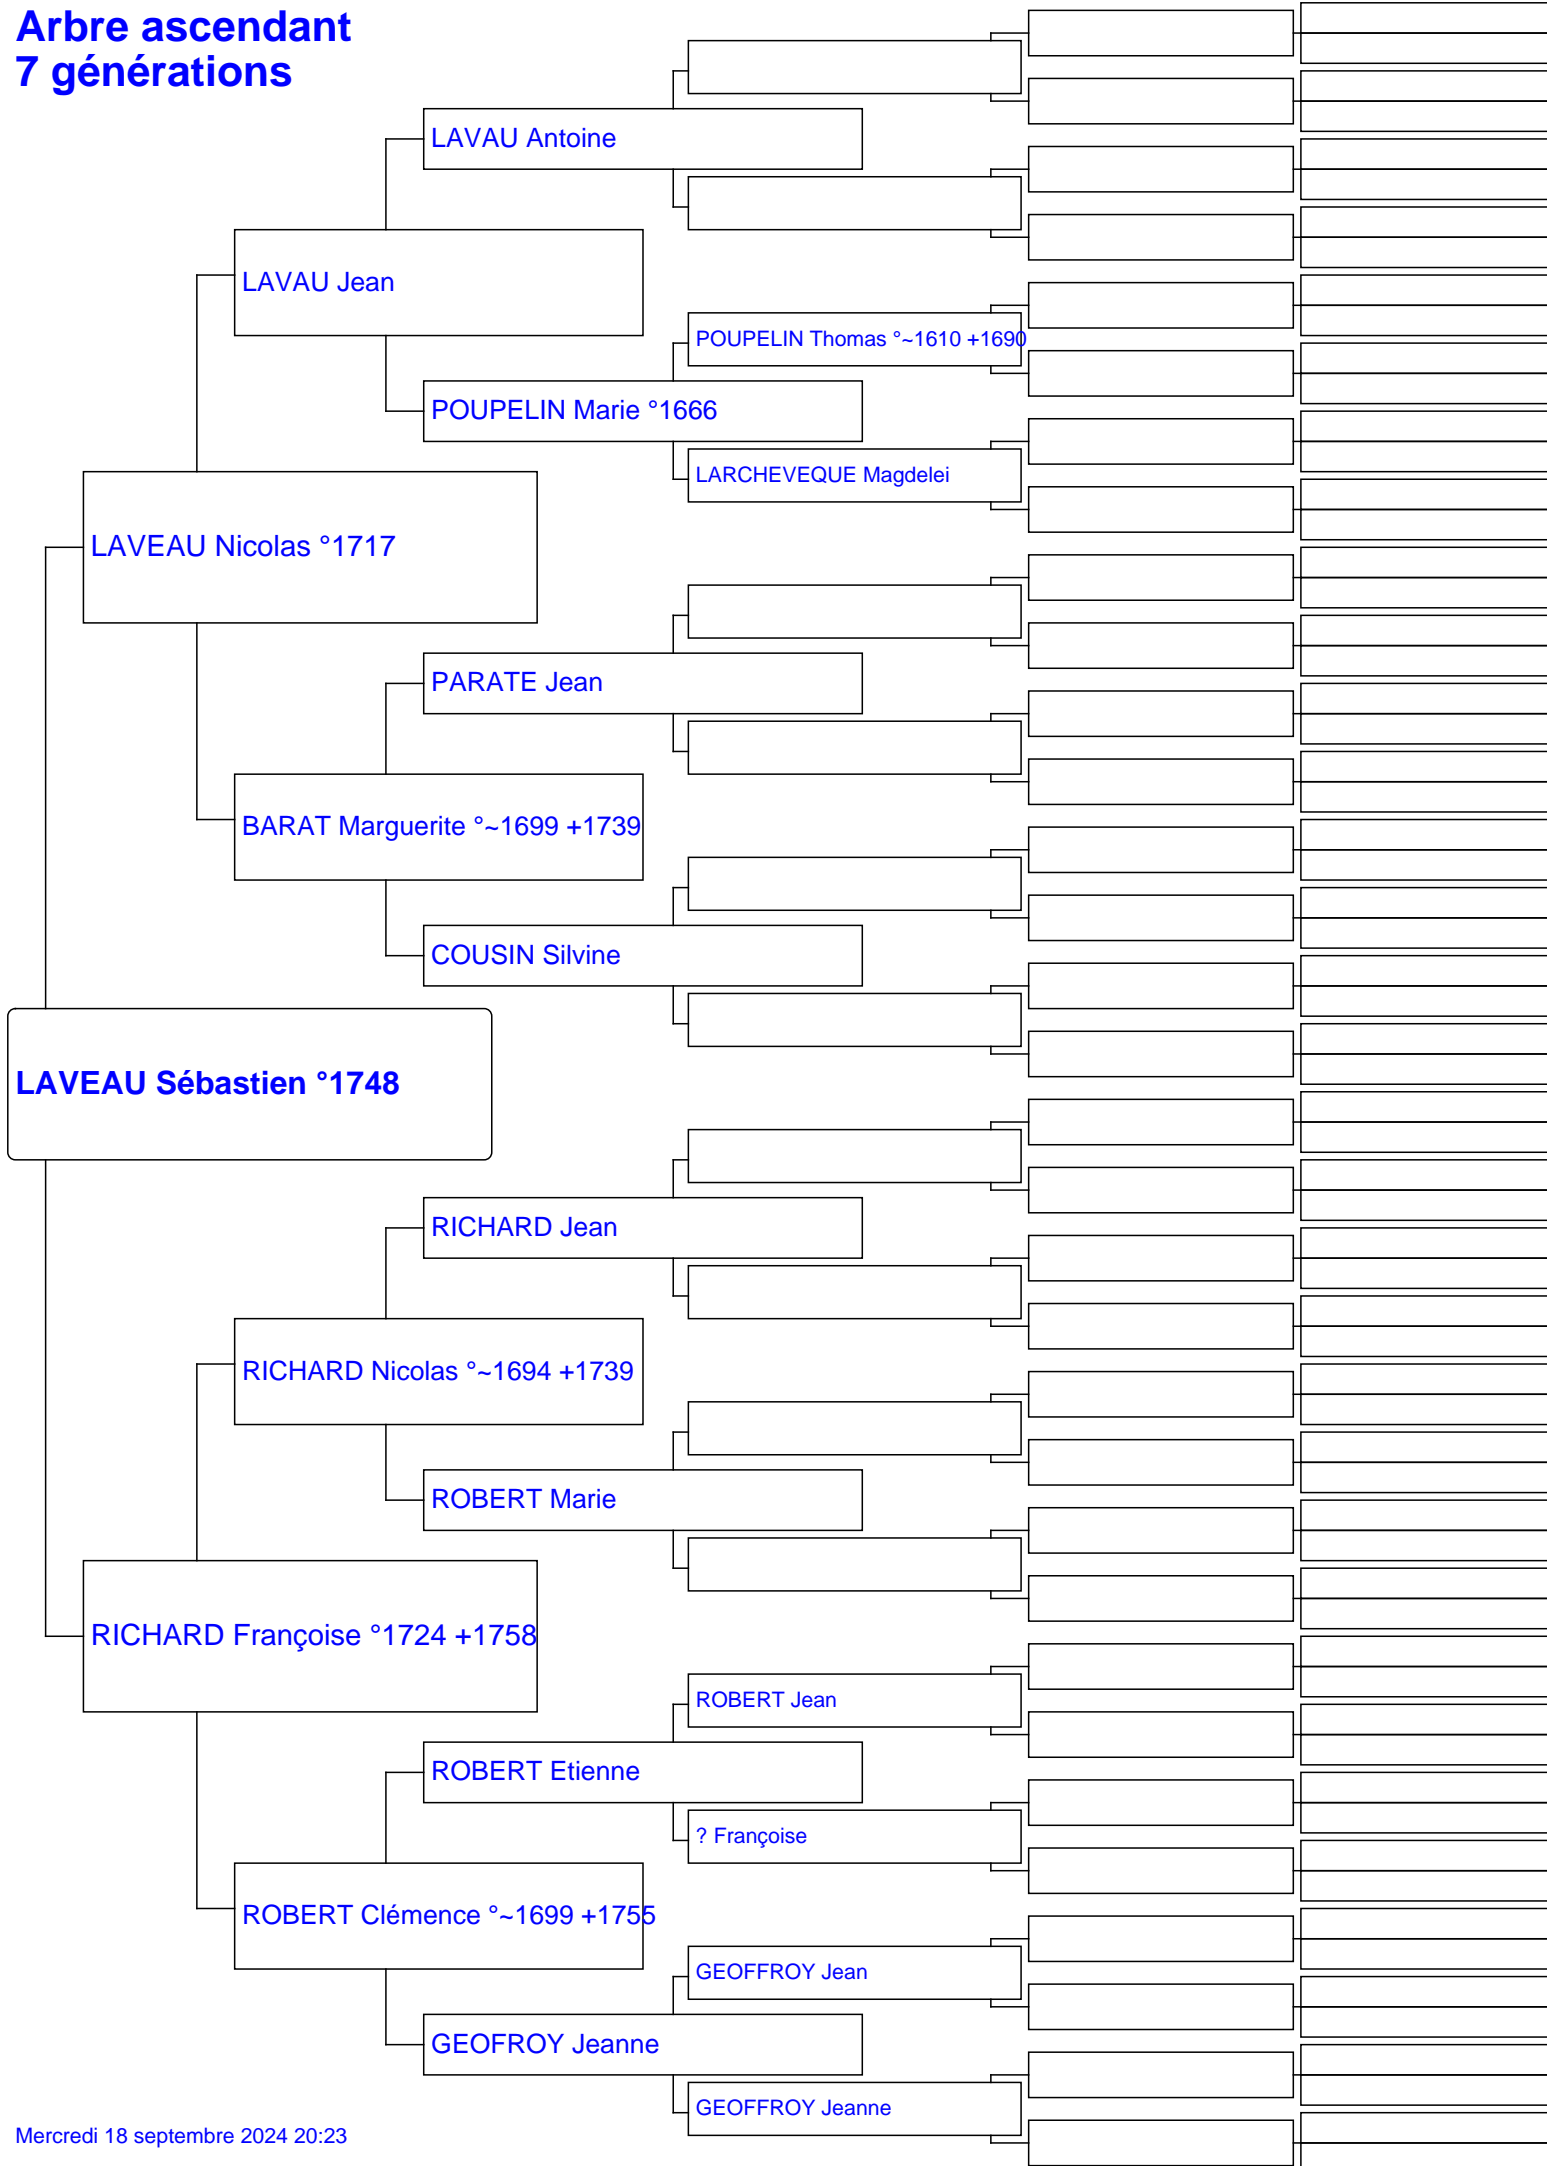 Arbre ascendant
7 générations
LAVAU Antoine
LAVAU Jean
POUPELIN Thomas °~1610 +1690
POUPELIN Marie °1666
LARCHEVEQUE Magdelei
LAVEAU Nicolas °1717
PARATE Jean
BARAT Marguerite °~1699 +1739
COUSIN Silvine
LAVEAU Sébastien °1748
RICHARD Jean
RICHARD Nicolas °~1694 +1739
ROBERT Marie
RICHARD Françoise °1724 +1758
ROBERT Jean
ROBERT Etienne
? Françoise
ROBERT Clémence °~1699 +1755
GEOFFROY Jean
GEOFROY Jeanne
GEOFFROY Jeanne
Mercredi 18 septembre 2024 20:23